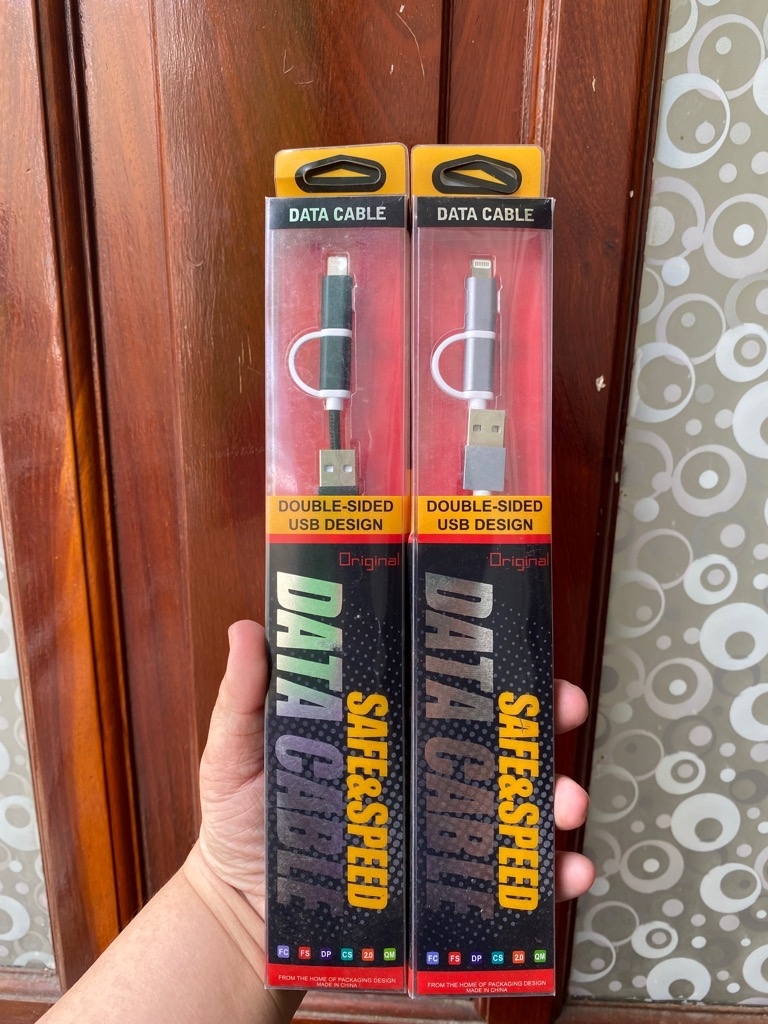 DATA CABLE
DOUBLE-SIDED
USB DESIGN
Original
DATA CABLE
SAFE&SPEED
FC FS DP CS 2.0 QM
FROM THE HOME OF PACKAGING DESIGN
MADE IN CHINA
DATA CABLE
DOUBLE-SIDED
USB DESIGN
Original
DATA CABLE
SAFE&SPEED
FC FS DP CS 2.0 QM
FROM THE HOME OF PACKAGING DESIGN
MADE IN CHINA